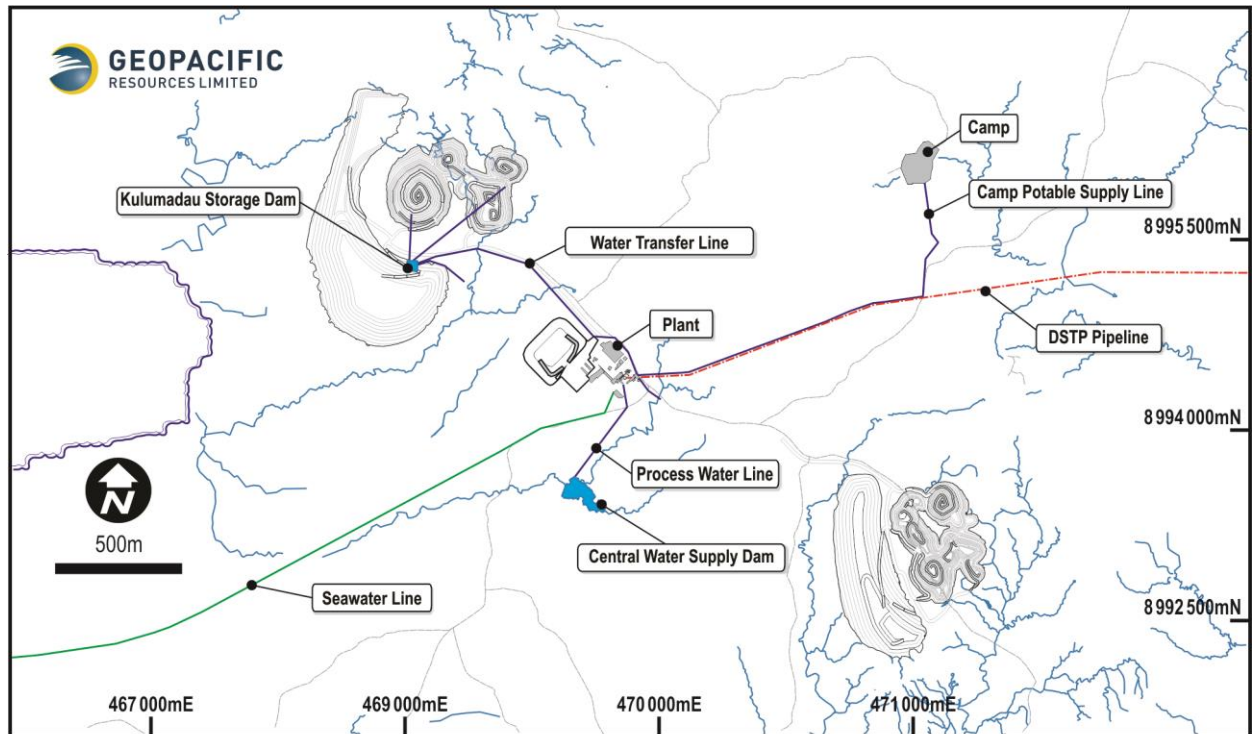 GEOPACIFIC
RESOURCES LIMITED
Camp
Kulumadau Storage Dam
Camp Potable Supply Line
Water Transfer Line
8 995 500mN
Plant
DSTP Pipeline
8 994 000mN
N
Process Water Line
500m
Central Water Supply Dam
Seawater Line
8 992 500mN
467 000mE
469 000mE
470 000mE
471 000mE